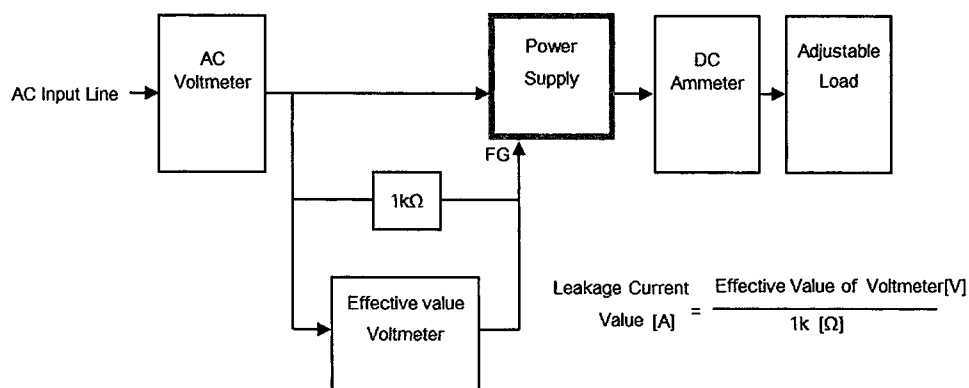 AC Input Line
AC
Voltmeter
Power
Supply
DC
Ammeter
Adjustable
Load
FG
1kΩ
Effective value
Voltmeter
Leakage Current
Value [A]
=
Effective Value of Voltmeter[V]
1k [Ω]